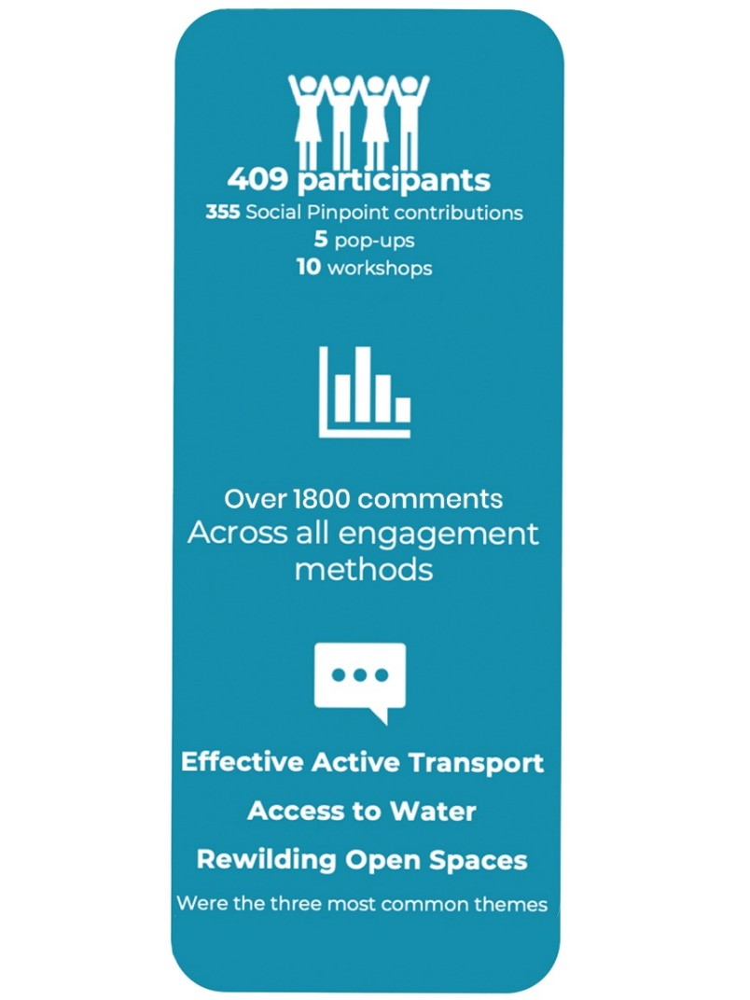 409 participants
355 Social Pinpoint contributions
5 pop-ups
10 workshops
Over 1800 comments
Across all engagement
methods
Effective Active Transport
Access to Water
Rewilding Open Spaces
Were the three most common themes